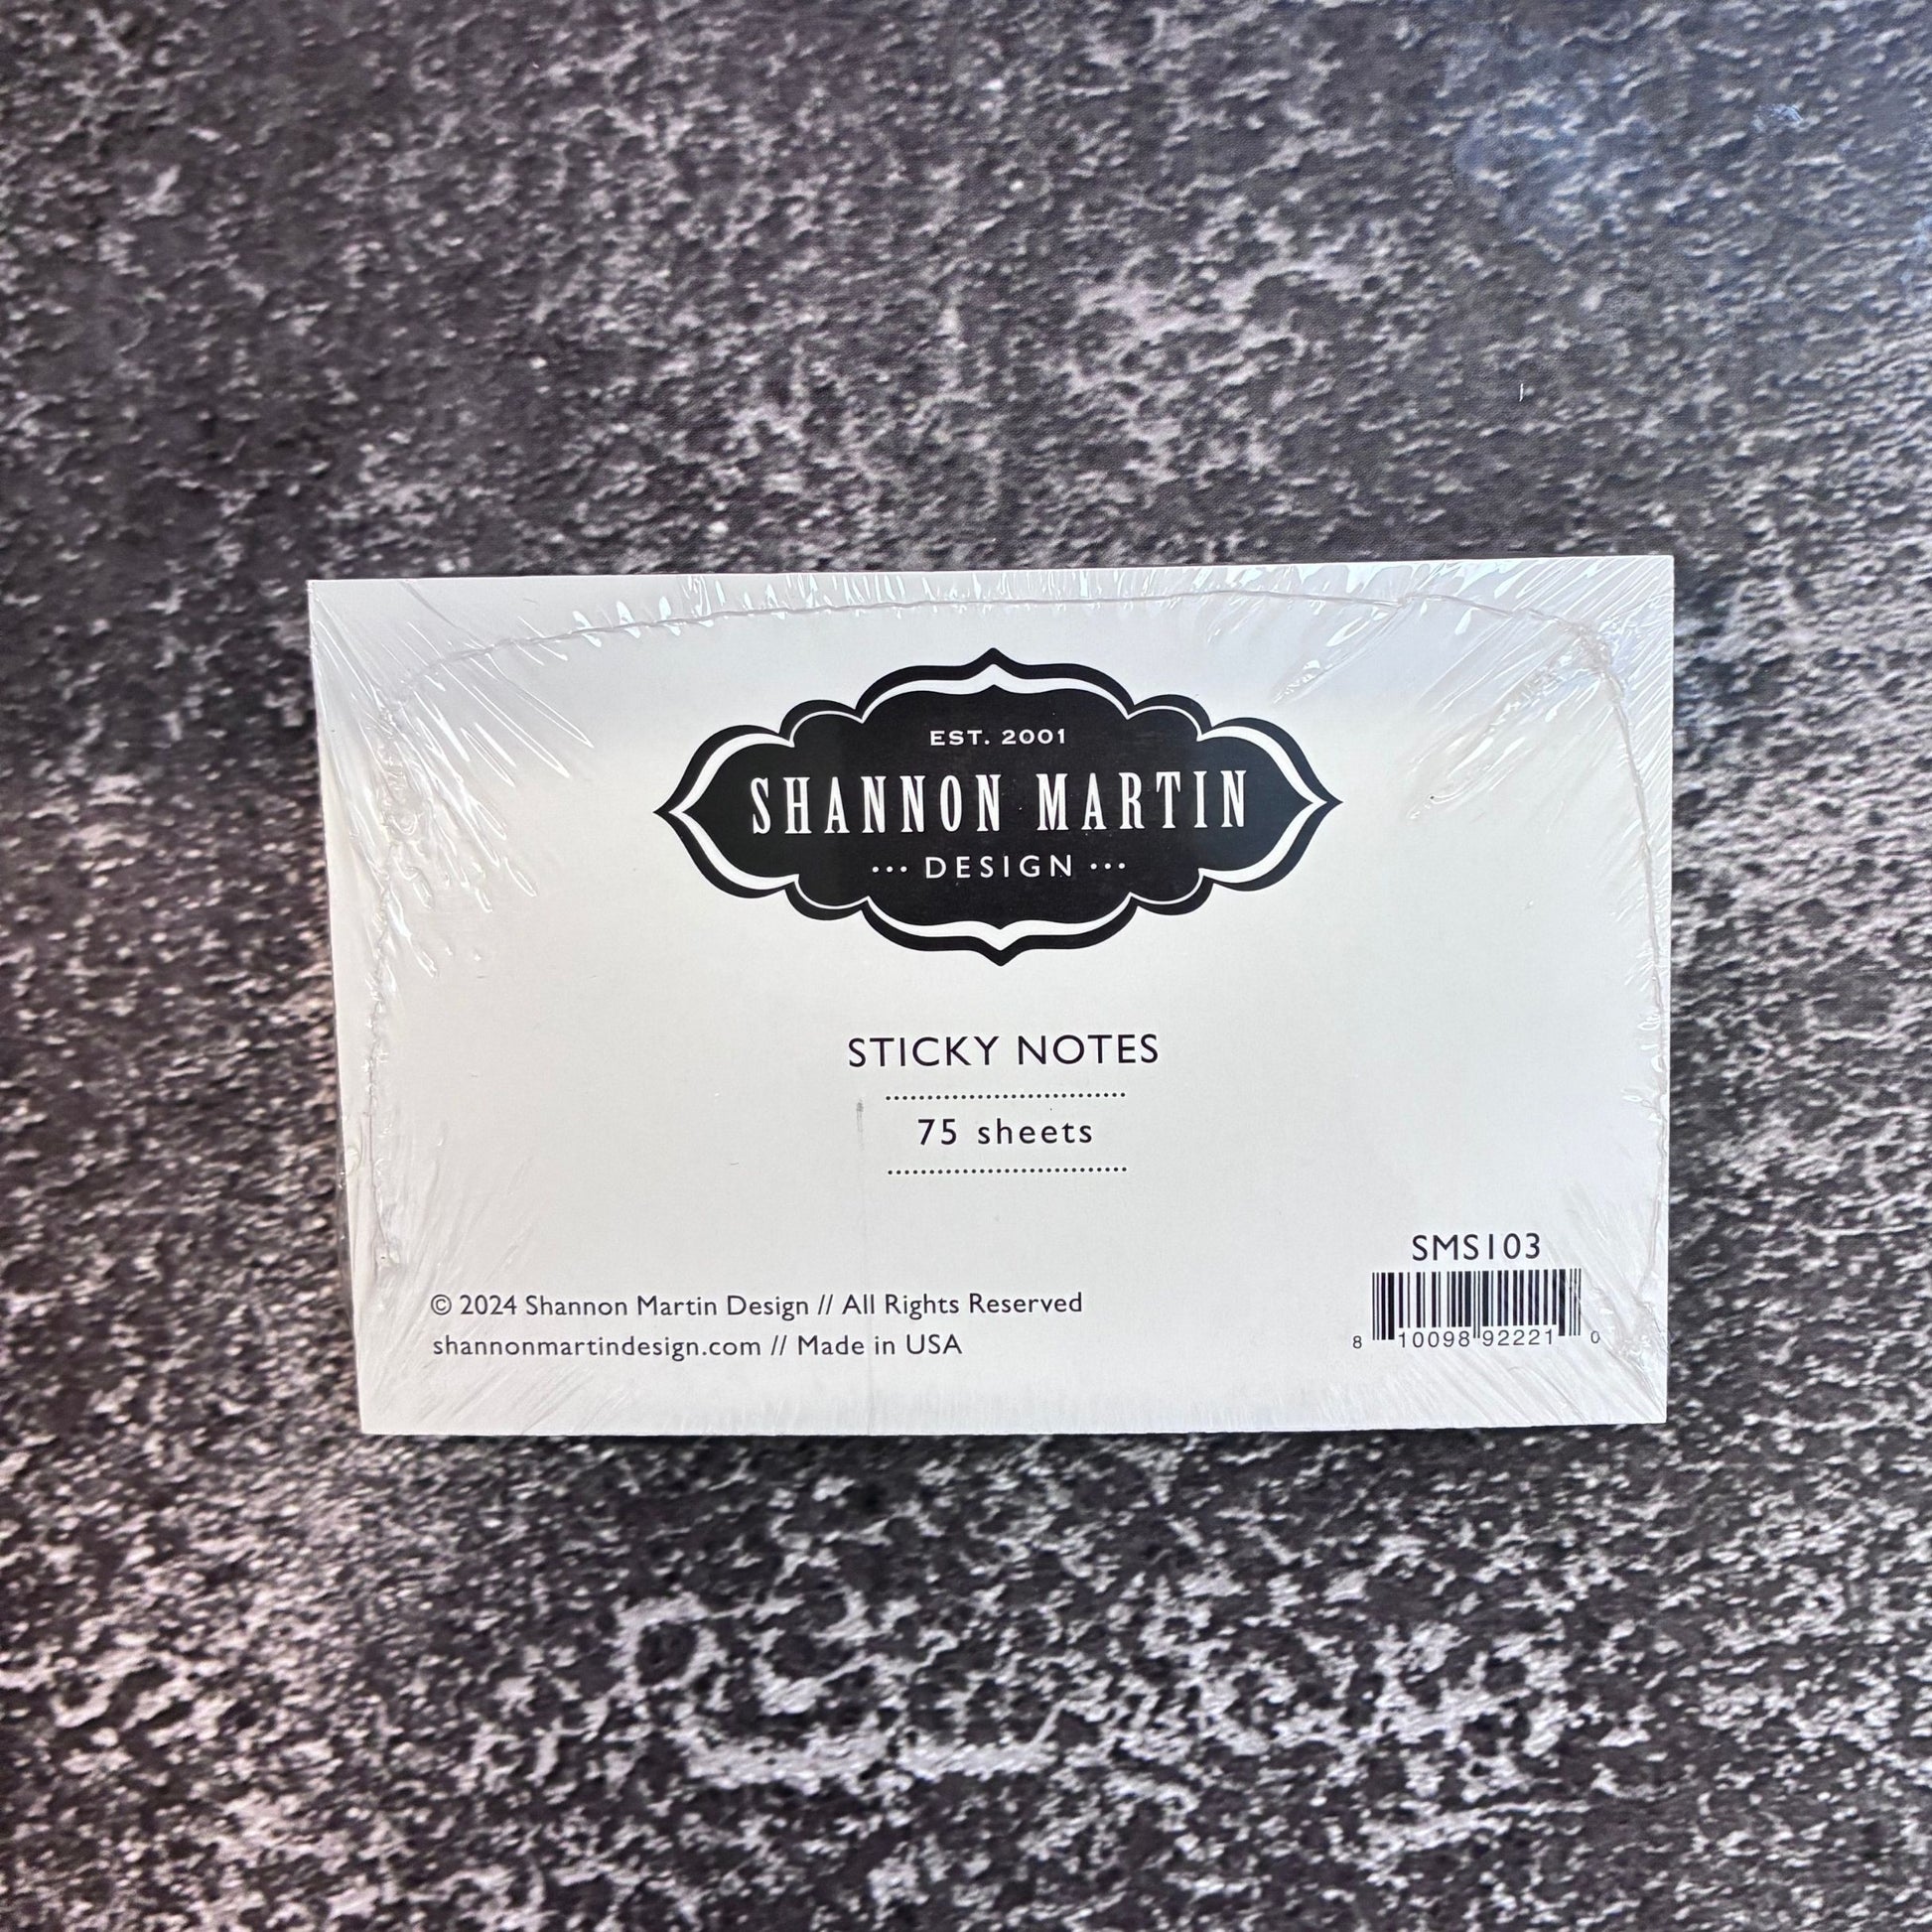 EST. 2001
SHANNON MARTIN
··· DESIGN ···
STICKY NOTES
75 sheets
SMS103
© 2024 Shannon Martin Design // All Rights Reserved
shannonmartindesign.com // Made in USA
8 10098 92221 0